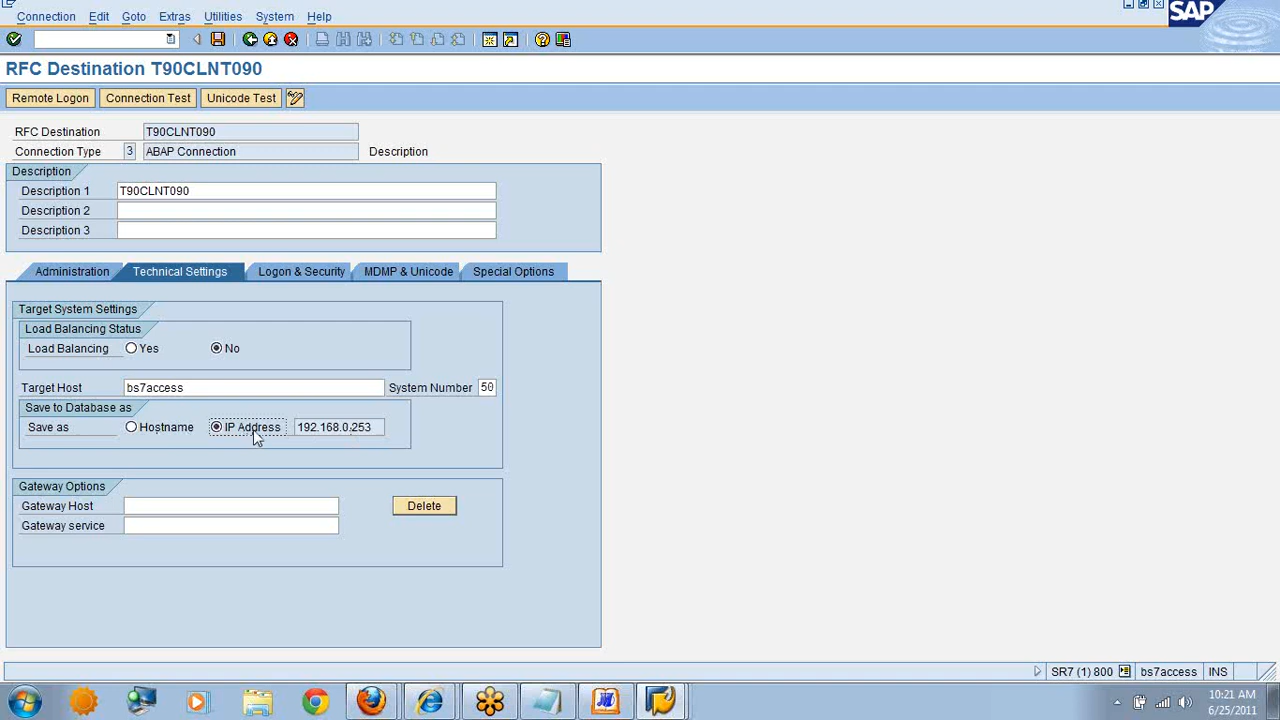 Connection Edit Goto Extras Utilities System Help
SAP
RFC Destination T90CLNT090
Remote Logon Connection Test Unicode Test
RFC Destination T90CLNT090
Connection Type 3 ABAP Connection Description
Description
Description 1 T90CLNT090
Description 2
Description 3
Administration Technical Settings Logon & Security MDMP & Unicode Special Options
Target System Settings
Load Balancing Status
Load Balancing Yes No
Target Host bs7access System Number 50
Save to Database as
Save as Hostname IP Address 192.168.0.253
Gateway Options
Gateway Host Delete
Gateway service
SR7 (1) 800 bs7access INS
10:21 AM
6/25/2011